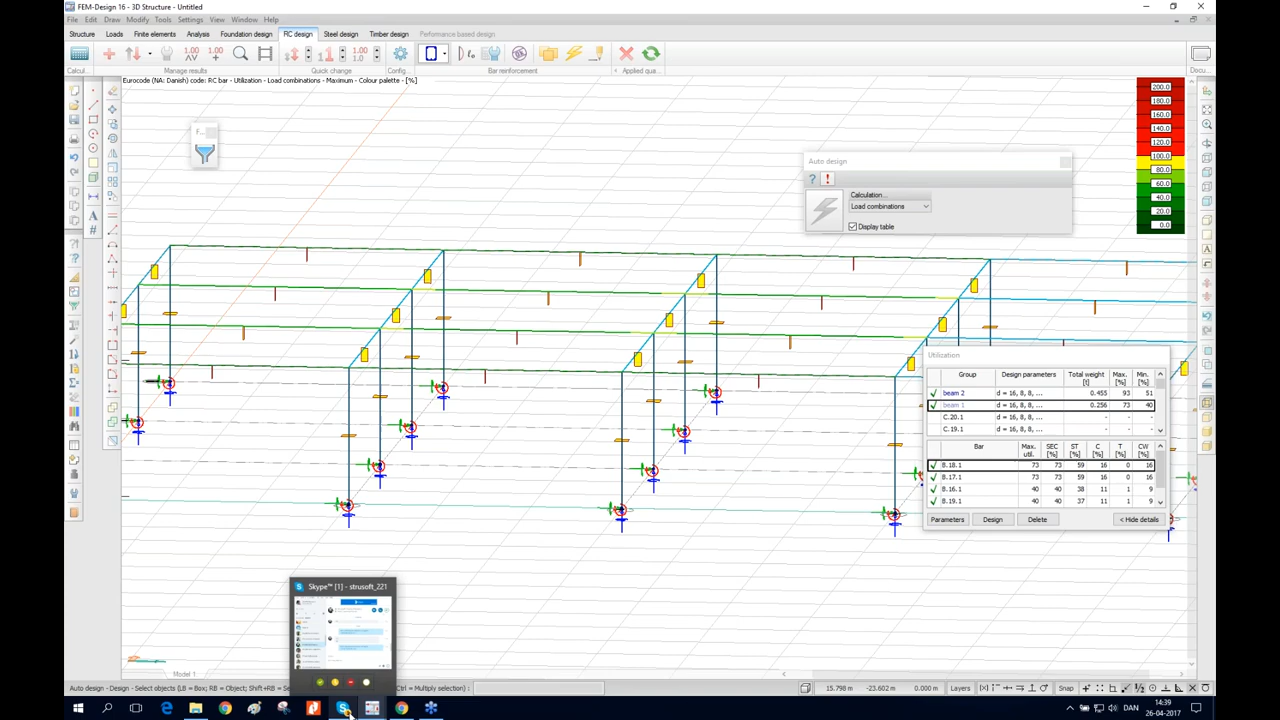 FEM-Design 16 - 3D Structure - Untitled
File Edit Draw Modify Tools Settings View Window Help
Structure Loads Finite elements Analysis Foundation design RC design Steel design Timber design Performance based design
Calcul... Manage results Quick change Config... Bar reinforcement Applied qua... Docu...
Eurocode (NA: Danish) code: RC bar - Utilization - Load combinations - Maximum - Colour palette - [%]
200.0
180.0
160.0
140.0
120.0
100.0
80.0
60.0
40.0
20.0
0.0
F...
Auto design
Calculation...
Load combinations
Display table
Utilization
Group Design parameters Total weight [t] Max. [%] Min. [%]
beam 2 d = 16, 8, 8, ... 0.455 93 51
beam 1 d = 16, 8, 8, ... 0.256 73 40
C.20.1 - - -
C.19.1 - - -
Bar Max. util. SEC [%] ST [%] C [%] T [%] CW [%]
B.18.1 73 73 59 16 0 16
B.17.1 73 73 59 16 0 16
B.16.1 40 40 38 11 1 9
B.19.1 40 40 37 11 1 9
Parameters Design Delete < Hide details
Skype™ [1] - strusoft_221
Model 1
Auto design - Design - Select objects (LB = Box; RB = Object; Shift+RB = Se
Ctrl = Multiply selection) :
15.798 m -23.602 m 0.000 m Layers Snap
DAN
14:39
26-04-2017